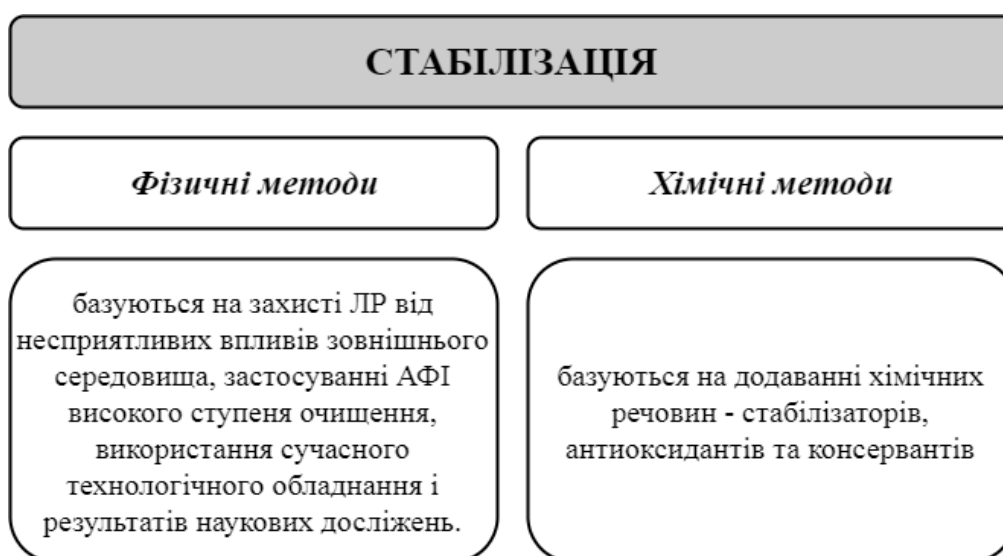 СТАБІЛІЗАЦІЯ
Фізичні методи
Хімічні методи
базуються на захисті ЛР від
несприятливих впливів зовнішнього
середовища, застосуванні АФІ
високого ступеня очищення,
використання сучасного
технологічного обладнання і
результатів наукових досліжень.
базуються на додаванні хімічних
речовин - стабілізаторів,
антиоксидантів та консервантів